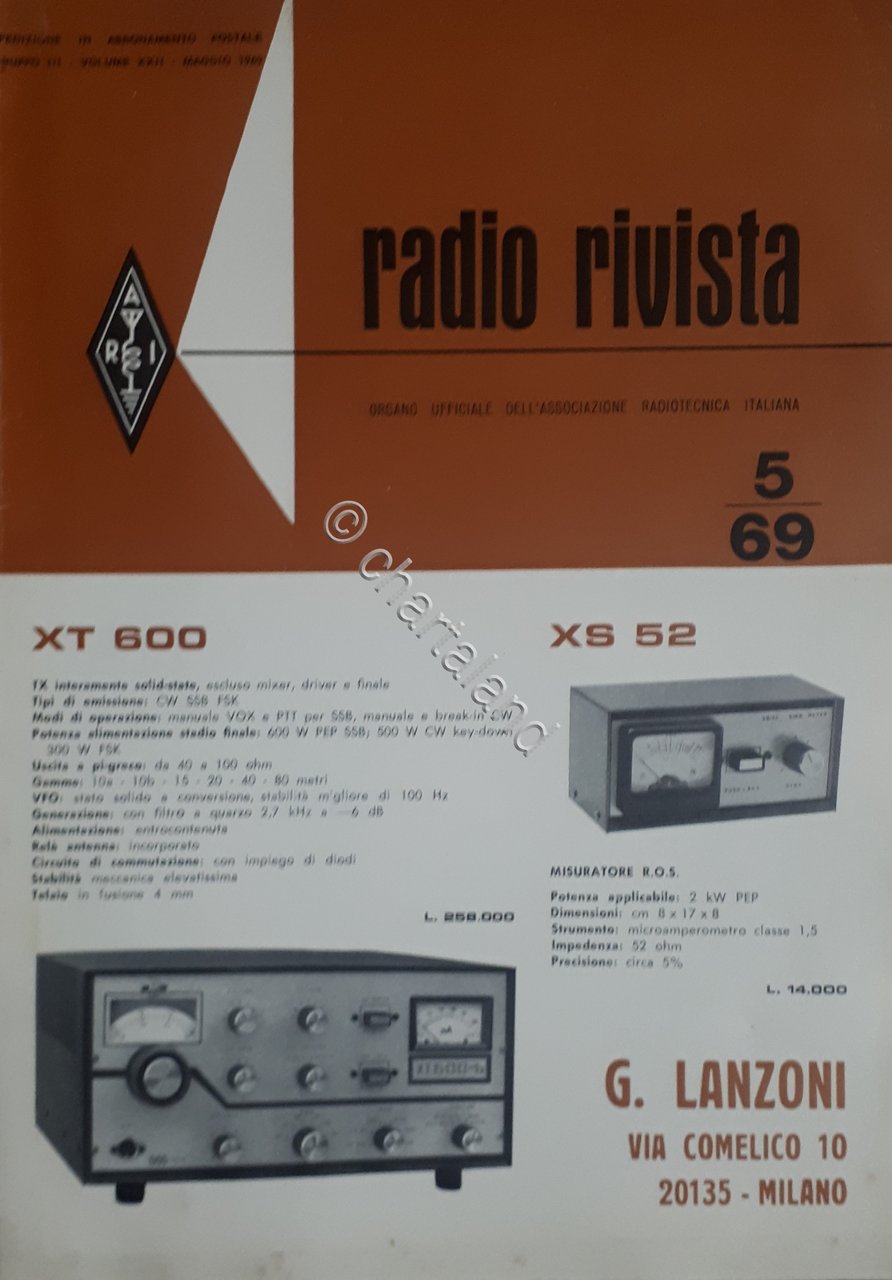 SPEDIZIONE IN ABBONAMENTO POSTALE
GRUPPO III - VOLUME XXII - MAGGIO 1969
radio rivista
A
R I
ORGANO UFFICIALE DELL'ASSOCIAZIONE RADIOTECNICA ITALIANA
5
69
© chartaland
XT 600
TX interamente solid-state, escluso mixer, driver e finale
Tipi di emissione: CW SSB FSK
Modi di operazione: manuale VOX e PTT per SSB, manuale e break-in CW
Potenza alimentazione stadio finale: 600 W PEP SSB; 500 W CW key-down
300 W FSK
Uscita a pi-greco: da 40 a 100 ohm
Gamme: 10a - 10b - 15 - 20 - 40 - 80 metri
VFO: stato solido a conversione, stabilità migliore di 100 Hz
Generazione: con filtro a quarzo 2,7 kHz a —6 dB
Alimentazione: entrocontenuta
Relè antenna: incorporato
Circuito di commutazione: con impiego di diodi
Stabilità meccanica elevatissima
Telaio in fusione 4 mm
L. 258.000
XT600-B
XS 52
MISURATORE R.O.S.
Potenza applicabile: 2 kW PEP
Dimensioni: cm 8 x 17 x 8
Strumento: microamperometro classe 1,5
Impedenza: 52 ohm
Precisione: circa 5%
L. 14.000
G. LANZONI
VIA COMELICO 10
20135 - MILANO